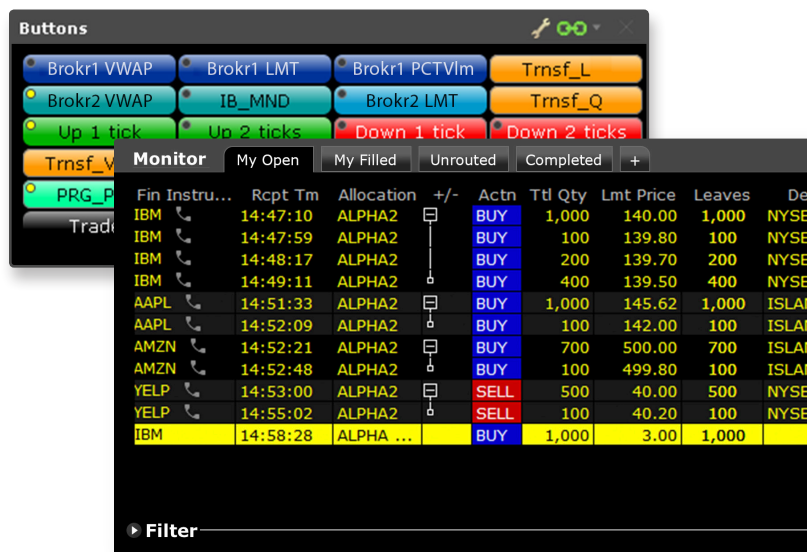 Buttons
Brokr1 VWAP Brokr1 LMT Brokr1 PCTVlm Trnsf_L
Brokr2 VWAP IB_MND Brokr2 LMT Trnsf_Q
Up 1 tick Up 2 ticks Down 1 tick Down 2 ticks
Trnsf_V
PRG_P
Trade
Monitor My Open My Filled Unrouted Completed +
Fin Instru... Rcpt Tm Allocation +/- Actn Ttl Qty Lmt Price Leaves De
IBM 14:47:10 ALPHA2 BUY 1,000 140.00 1,000 NYSE
IBM 14:47:59 ALPHA2 BUY 100 139.80 100 NYSE
IBM 14:48:17 ALPHA2 BUY 200 139.70 200 NYSE
IBM 14:49:11 ALPHA2 BUY 400 139.50 400 NYSE
AAPL 14:51:33 ALPHA2 BUY 1,000 145.62 1,000 ISLAN
AAPL 14:52:09 ALPHA2 BUY 100 142.00 100 ISLAN
AMZN 14:52:21 ALPHA2 BUY 700 500.00 700 ISLAN
AMZN 14:52:48 ALPHA2 BUY 100 499.80 100 ISLAN
YELP 14:53:00 ALPHA2 SELL 500 40.00 500 NYSE
YELP 14:55:02 ALPHA2 SELL 100 40.20 100 NYSE
IBM 14:58:28 ALPHA ... BUY 1,000 3.00 1,000
Filter